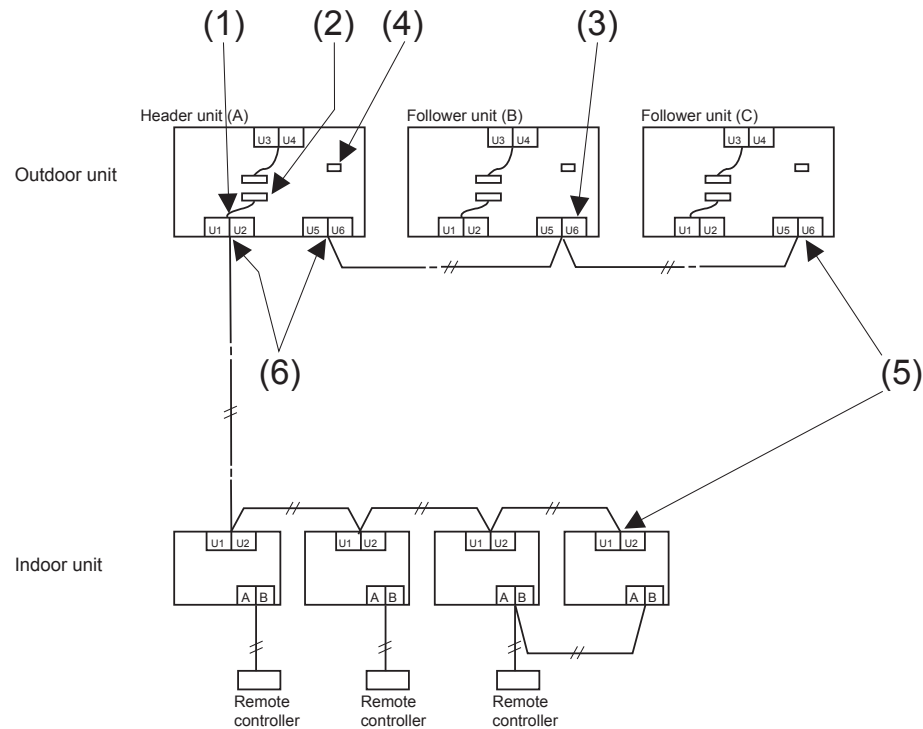 (1) (2) (4) (3)
Header unit (A) Follower unit (B) Follower unit (C)
U3 U4 U3 U4 U3 U4
Outdoor unit
U1 U2 U5 U6 U1 U2 U5 U6 U1 U2 U5 U6
(6) (5)
U1 U2 U1 U2 U1 U2 U1 U2
Indoor unit
A B A B A B A B
Remote controller Remote controller Remote controller